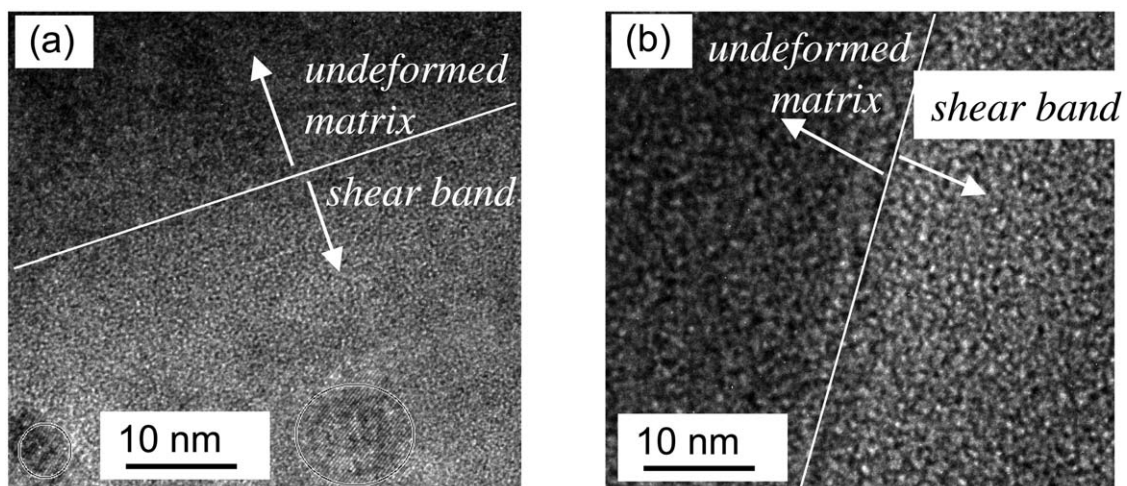 (a)
undeformed
matrix
shear band
10 nm
(b)
undeformed
matrix
shear band
10 nm